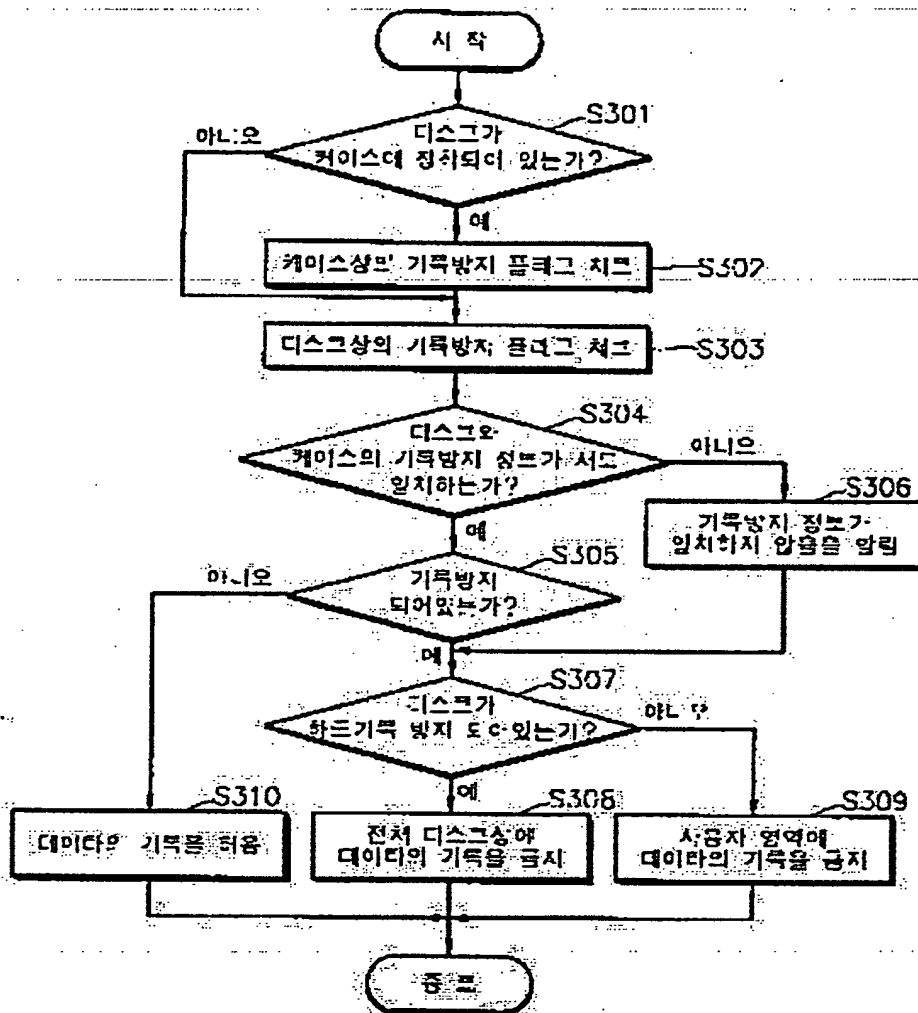 시 작
S301
아니오
디스크가
케이스에 장착되어 있는가?
예
케이스상의 기록방지 플래그 체크
S302
디스크상의 기록방지 플래그 체크
S303
S304
디스크와
케이스의 기록방지 정보가 서로
일치하는가?
아니오
예
S306
기록방지 정보가
일치하지 않음을 알림
S305
아니오
기록방지
되어있는가?
예
S307
디스크가
하드기록 방지 되어있는가?
아니오
예
S310
데이타의 기록을 허용
S308
전체 디스크상에
데이타의 기록을 금지
S309
사용자 영역에
데이타의 기록을 금지
종 료